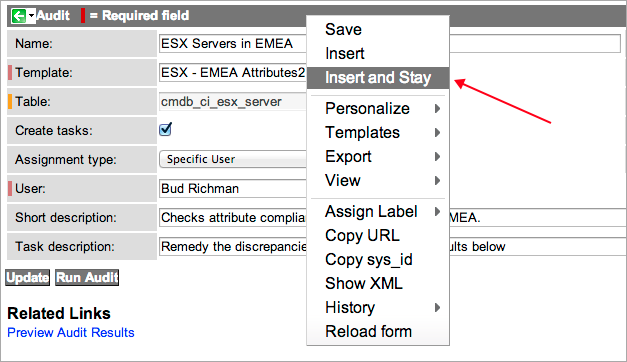 Audit = Required field
Name: ESX Servers in EMEA
Template: ESX - EMEA Attributes2
Table: cmdb_ci_esx_server
Create tasks:
Assignment type: Specific User
User: Bud Richman
Short description: Checks attribute complia EMEA.
Task description: Remedy the discrepancie ults below
Update Run Audit
Related Links
Preview Audit Results
Save
Insert
Insert and Stay
Personalize
Templates
Export
View
Assign Label
Copy URL
Copy sys_id
Show XML
History
Reload form